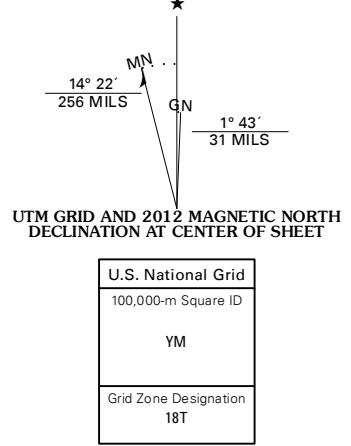 ★
MN
14° 22´
256 MILS
GN
1° 43´
31 MILS
UTM GRID AND 2012 MAGNETIC NORTH
DECLINATION AT CENTER OF SHEET
U.S. National Grid
100,000-m Square ID
YM
Grid Zone Designation
18T